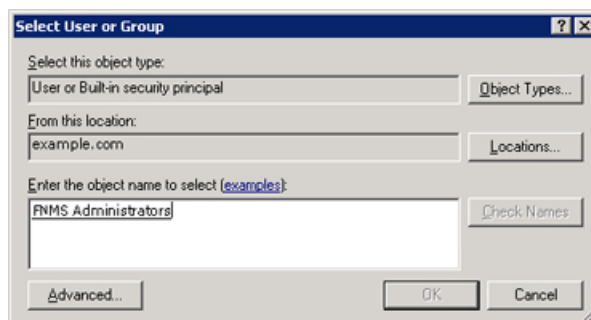 Select User or Group
Select this object type:
User or Built-in security principal
Object Types...
From this location:
example.com
Locations...
Enter the object name to select (examples):
FNMS Administrators
Check Names
Advanced...
OK
Cancel